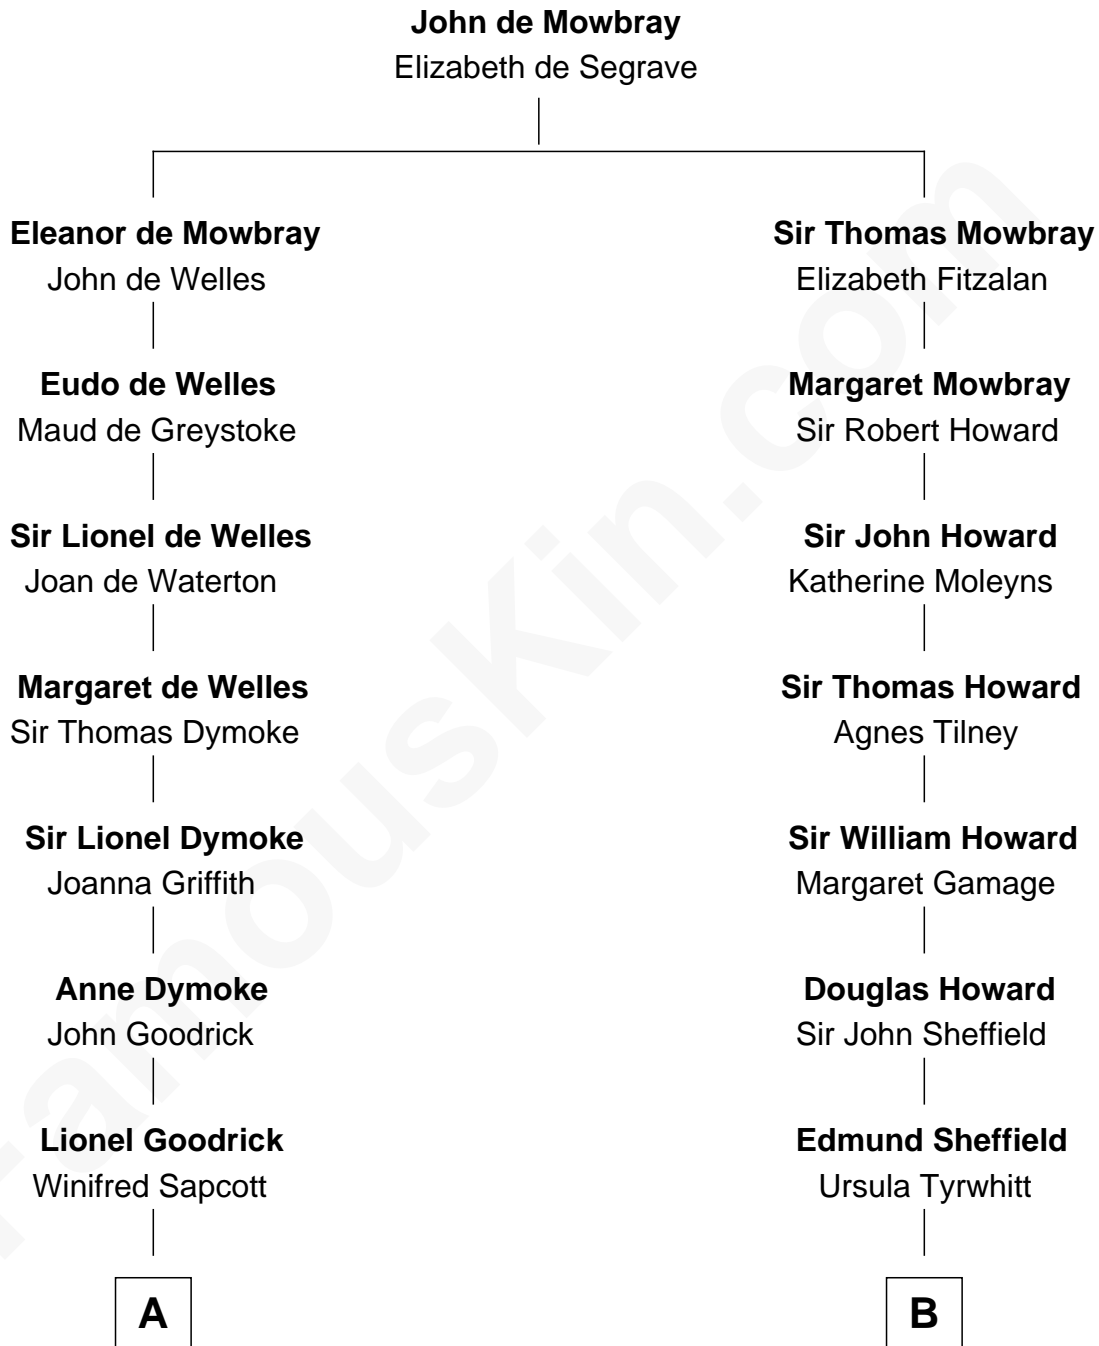 John de Mowbray
Elizabeth de Segrave
Eleanor de Mowbray
John de Welles
Sir Thomas Mowbray
Elizabeth Fitzalan
Eudo de Welles
Maud de Greystoke
Margaret Mowbray
Sir Robert Howard
Sir Lionel de Welles
Joan de Waterton
Sir John Howard
Katherine Moleyns
Margaret de Welles
Sir Thomas Dymoke
Sir Thomas Howard
Agnes Tilney
Sir Lionel Dymoke
Joanna Griffith
Sir William Howard
Margaret Gamage
Anne Dymoke
John Goodrick
Douglas Howard
Sir John Sheffield
Lionel Goodrick
Winifred Sapcott
Edmund Sheffield
Ursula Tyrwhitt
A
B
FamousKin.com